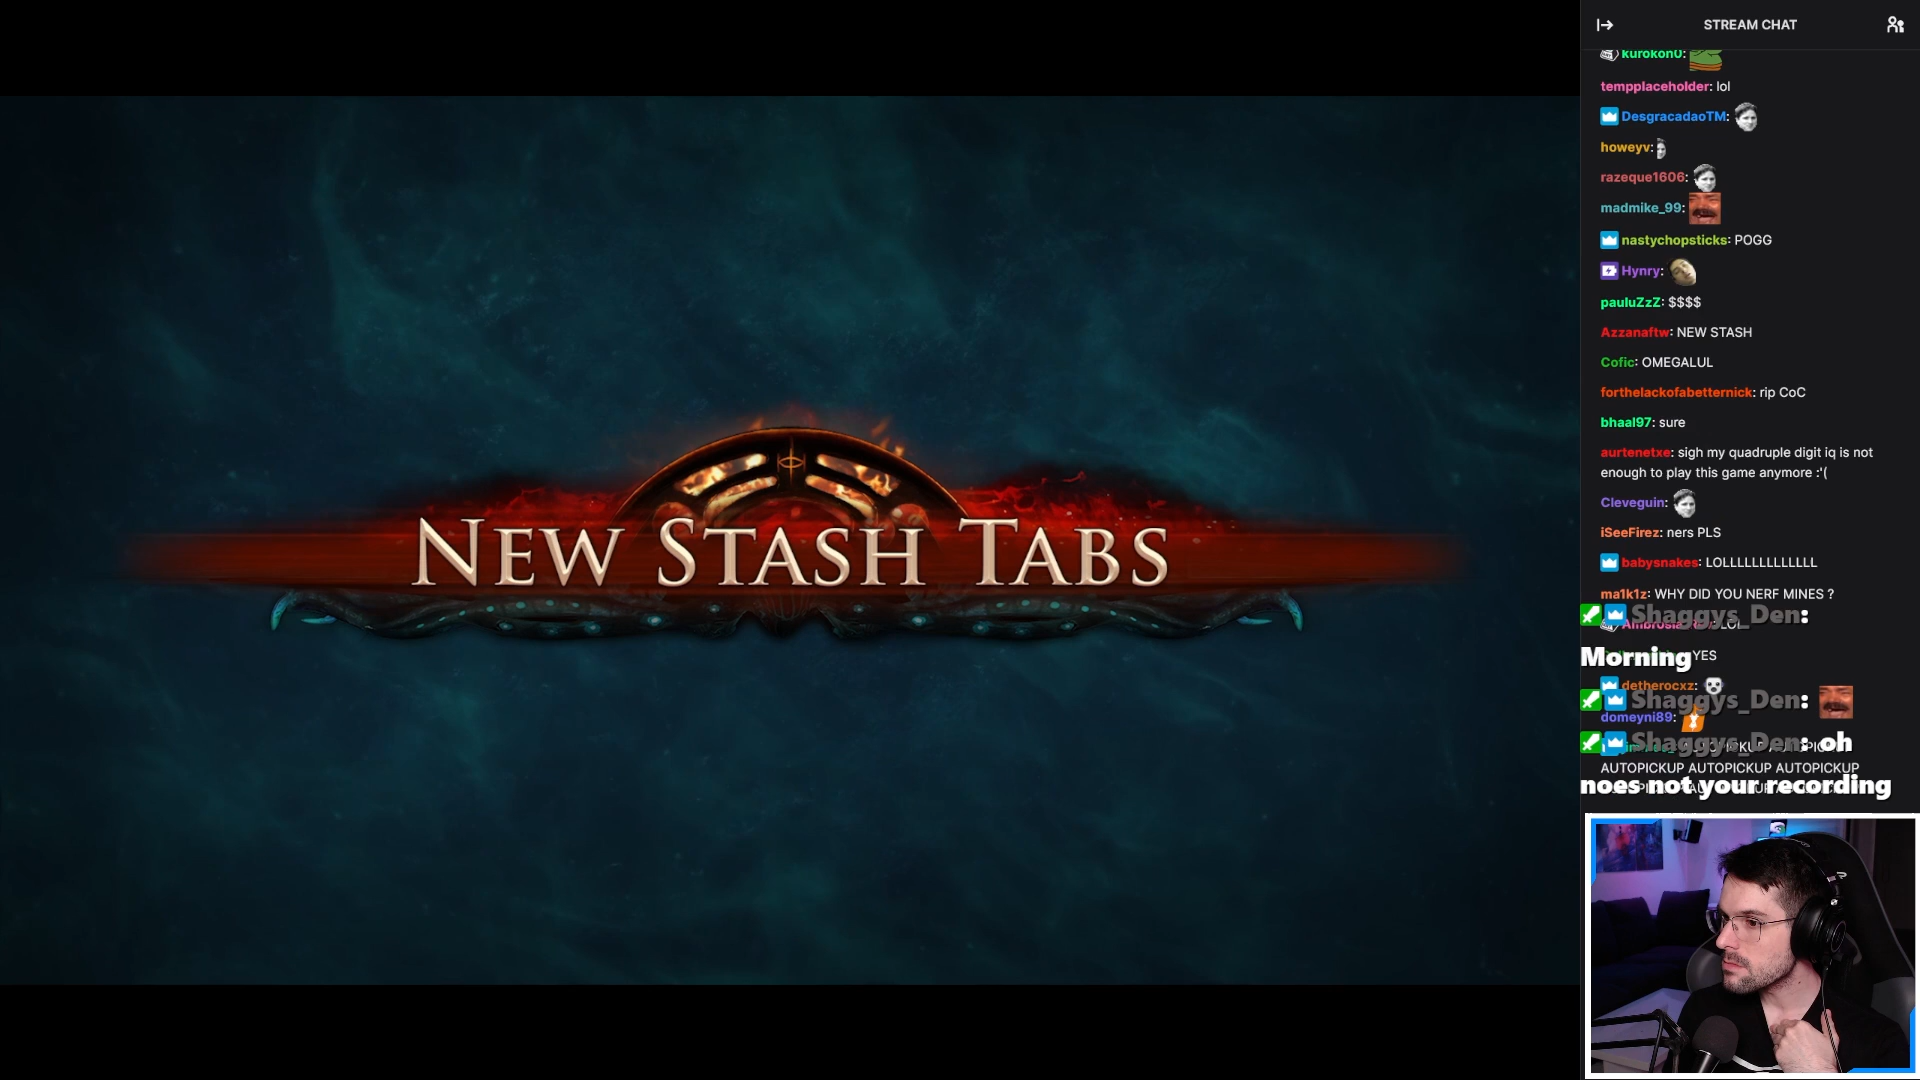 NEW STASH TABS
STREAM CHAT
kurokon0:
tempplaceholder: lol
DesgracadaoTM:
howeyv:
razeque1606:
madmike_99:
nastychopsticks: POGG
Hynry:
pauluZzZ: $$$$
Azzanaftw: NEW STASH
Cofic: OMEGALUL
forthelackofabetternick: rip CoC
bhaal97: sure
aurtenetxe: sigh my quadruple digit iq is not
enough to play this game anymore :'(
Cleveguin:
iSeeFirez: ners PLS
babysnakes: LOLLLLLLLLLLLL
ma1k1z: WHY DID YOU NERF MINES ?
Shaggys_Den:
Morning
YES
detherocxz:
Shaggys_Den:
domeyni89:
Shaggys_Den: oh
AUTOPICKUP AUTOPICKUP AUTOPICKUP
noes not your recording